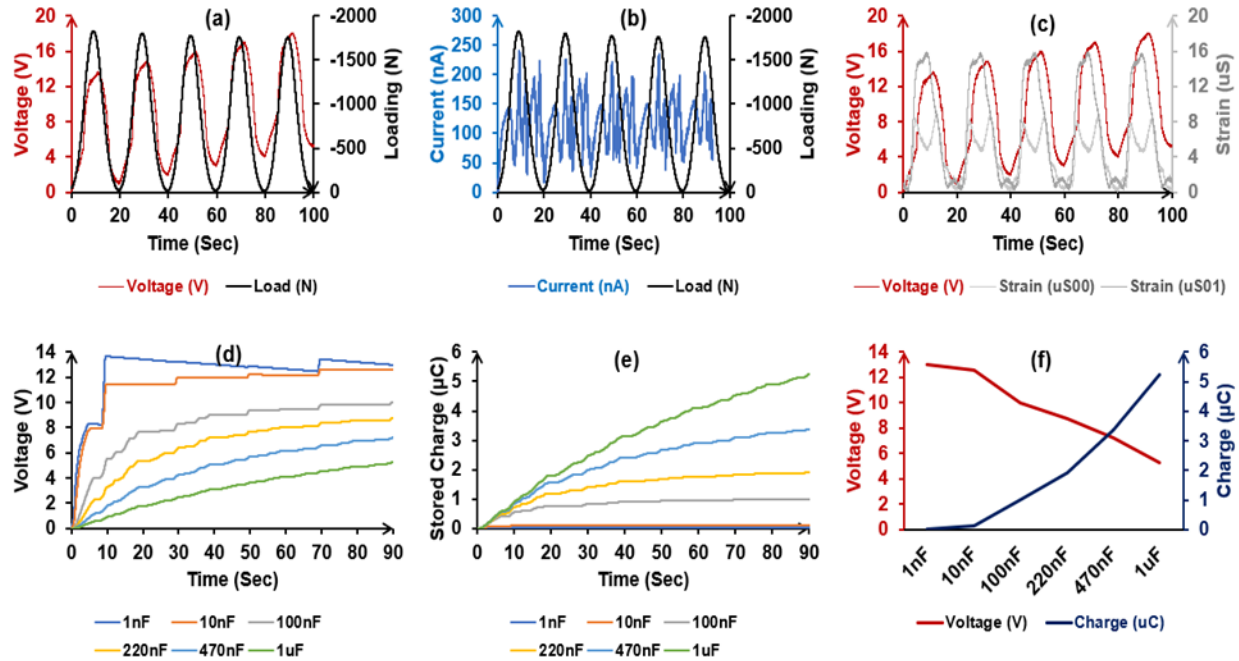 (a)
20
16
12
8
4
0
Voltage (V)
-2000
-1500
-1000
-500
0
Loading (N)
0 20 40 60 80 100
Time (Sec)
Voltage (V) Load (N)
(b)
300
250
200
150
100
50
0
Current (nA)
-2000
-1500
-1000
-500
0
Loading (N)
0 20 40 60 80 100
Time (Sec)
Current (nA) Load (N)
(c)
20
16
12
8
4
0
Voltage (V)
20
16
12
8
4
0
Strain (uS)
0 20 40 60 80 100
Time (Sec)
Voltage (V) Strain (uS00) Strain (uS01)
(d)
14
12
10
8
6
4
2
0
Voltage (V)
0 10 20 30 40 50 60 70 80 90
Time (Sec)
1nF 10nF 100nF
220nF 470nF 1uF
(e)
6
5
4
3
2
1
0
Stored Charge (µC)
0 10 20 30 40 50 60 70 80 90
Time (Sec)
1nF 10nF 100nF
220nF 470nF 1uF
(f)
14
12
10
8
6
4
2
0
Voltage (V)
6
5
4
3
2
1
0
Charge (µC)
1nF 10nF 100nF 220nF 470nF 1uF
Voltage (V) Charge (uC)